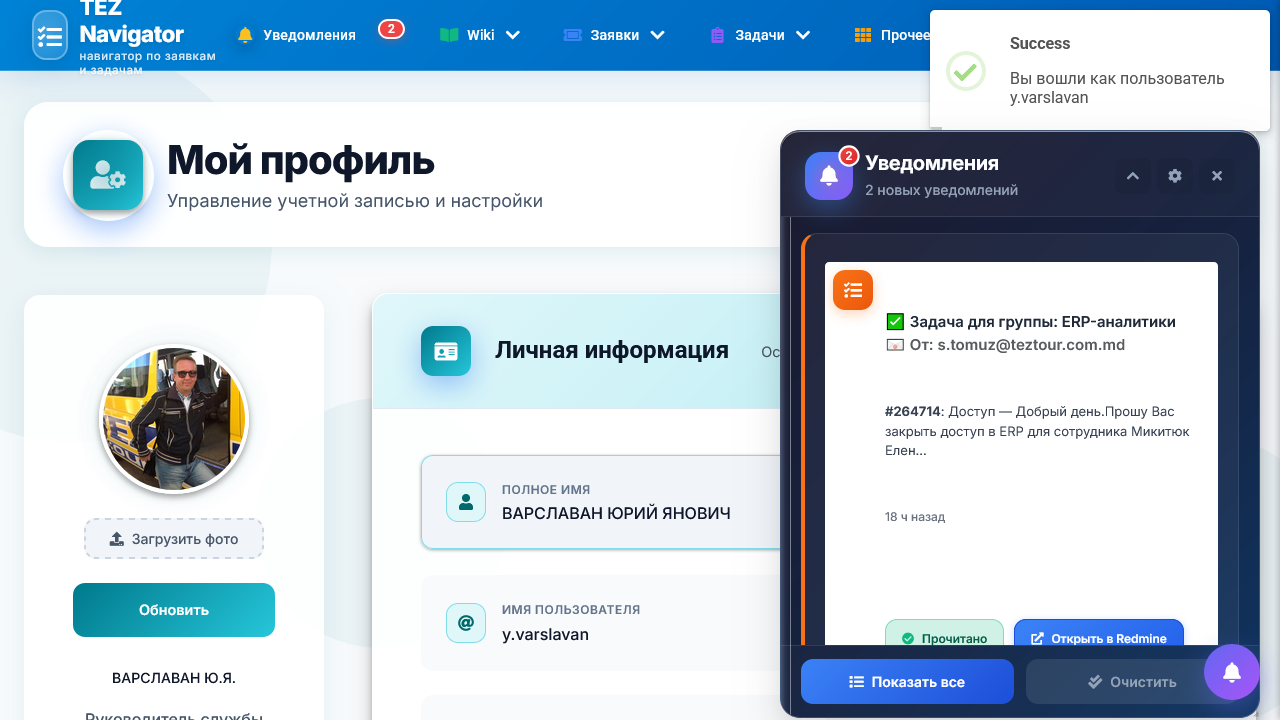 TEZ
Navigator
навигатор по заявкам
и задачам
Уведомления
2
Wiki
Заявки
Задачи
Прочее
Success
Вы вошли как пользователь
y.varslavan
Мой профиль
Управление учетной записью и настройки
2
Уведомления
2 новых уведомлений
Загрузить фото
Обновить
ВАРСЛАВАН Ю.Я.
Руководитель службы
Личная информация
Ос
ПОЛНОЕ ИМЯ
ВАРСЛАВАН ЮРИЙ ЯНОВИЧ
ИМЯ ПОЛЬЗОВАТЕЛЯ
y.varslavan
✅ Задача для группы: ERP-аналитики
От: s.tomuz@teztour.com.md
#264714: Доступ — Добрый день.Прошу Вас
закрыть доступ в ERP для сотрудника Микитюк
Елен...
18 ч назад
Прочитано
Открыть в Redmine
Показать все
Очистить